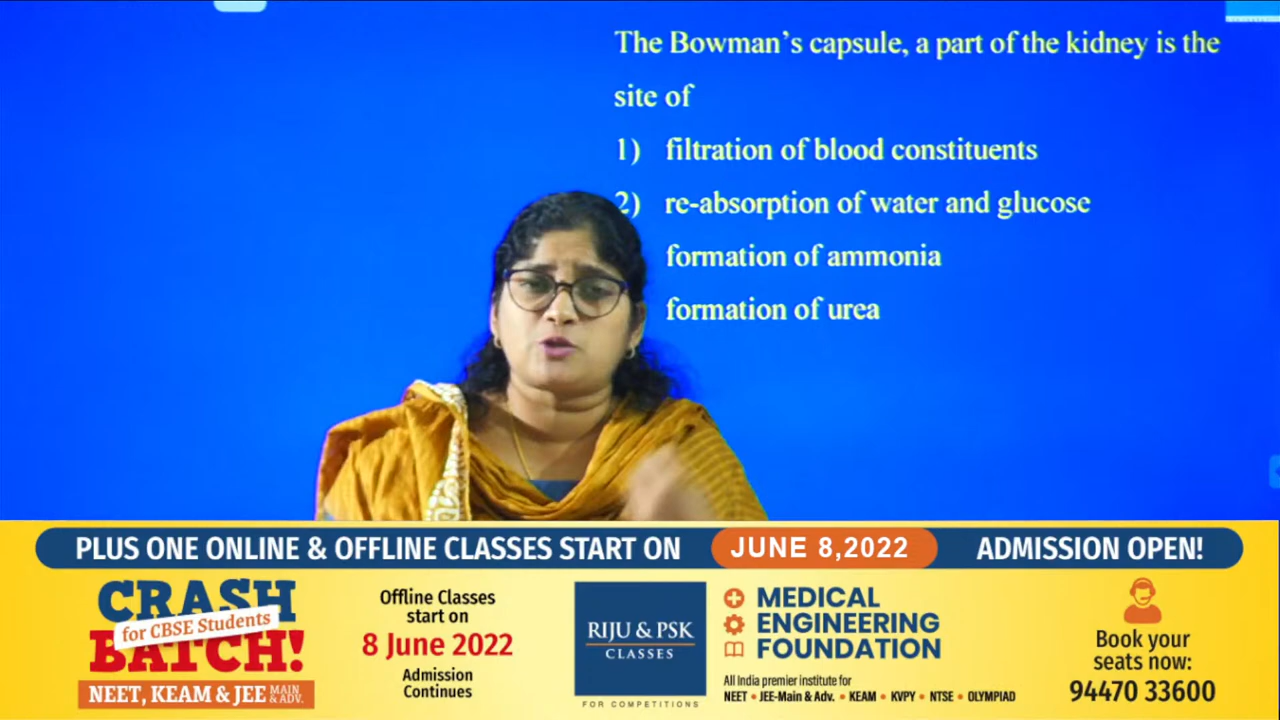 The Bowman's capsule, a part of the kidney is the
site of
1) filtration of blood constituents
2) re-absorption of water and glucose
formation of ammonia
formation of urea
PLUS ONE ONLINE & OFFLINE CLASSES START ON JUNE 8,2022 ADMISSION OPEN!
CRASH
for CBSE Students
BATCH!
NEET, KEAM & JEE MAIN & ADV.
Offline Classes
start on
8 June 2022
Admission
Continues
RIJU & PSK
CLASSES
FOR COMPETITIONS
MEDICAL
ENGINEERING
FOUNDATION
All India premier institute for
NEET • JEE-Main & Adv. • KEAM • KVPY • NTSE • OLYMPIAD
Book your
seats now:
94470 33600